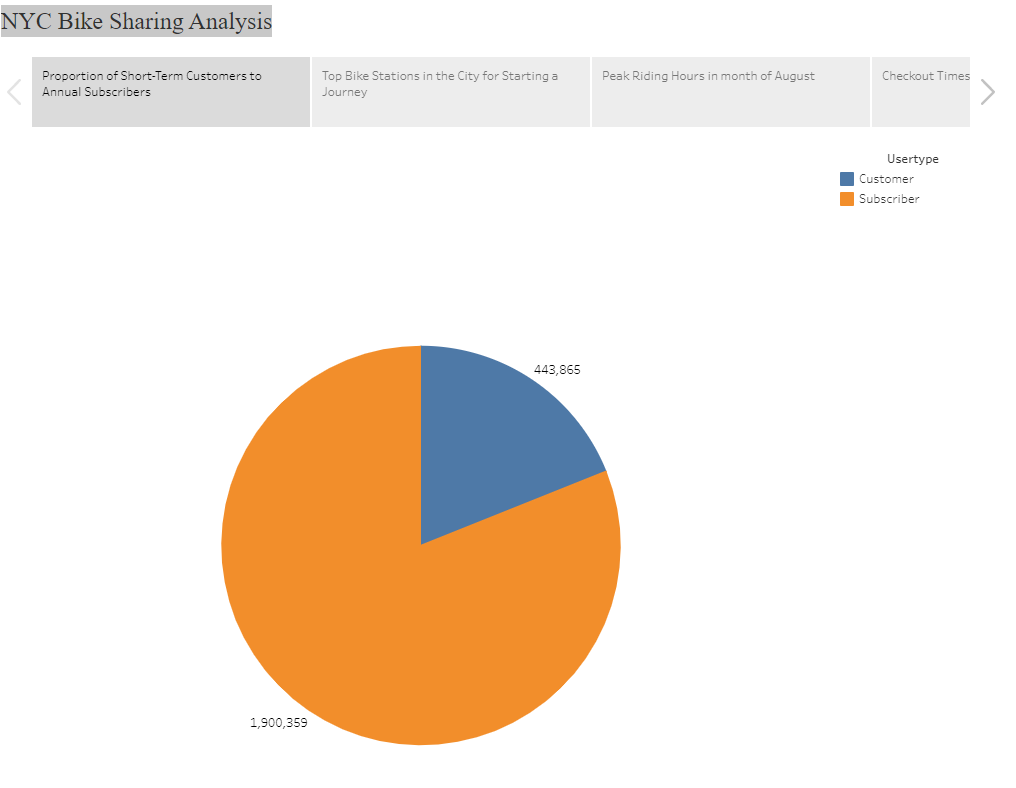 NYC Bike Sharing Analysis
Proportion of Short-Term Customers to
Annual Subscribers
Top Bike Stations in the City for Starting a
Journey
Peak Riding Hours in month of August
Checkout Times
Usertype
Customer
Subscriber
443,865
1,900,359